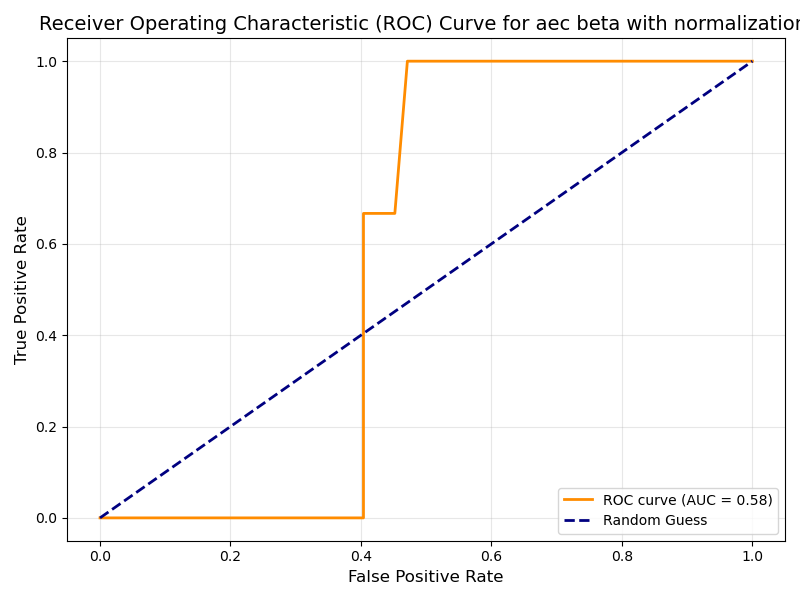 Receiver Operating Characteristic (ROC) Curve for aec beta with normalization
True Positive Rate
1.0
0.8
0.6
0.4
0.2
0.0
ROC curve (AUC = 0.58)
Random Guess
0.0 0.2 0.4 0.6 0.8 1.0
False Positive Rate